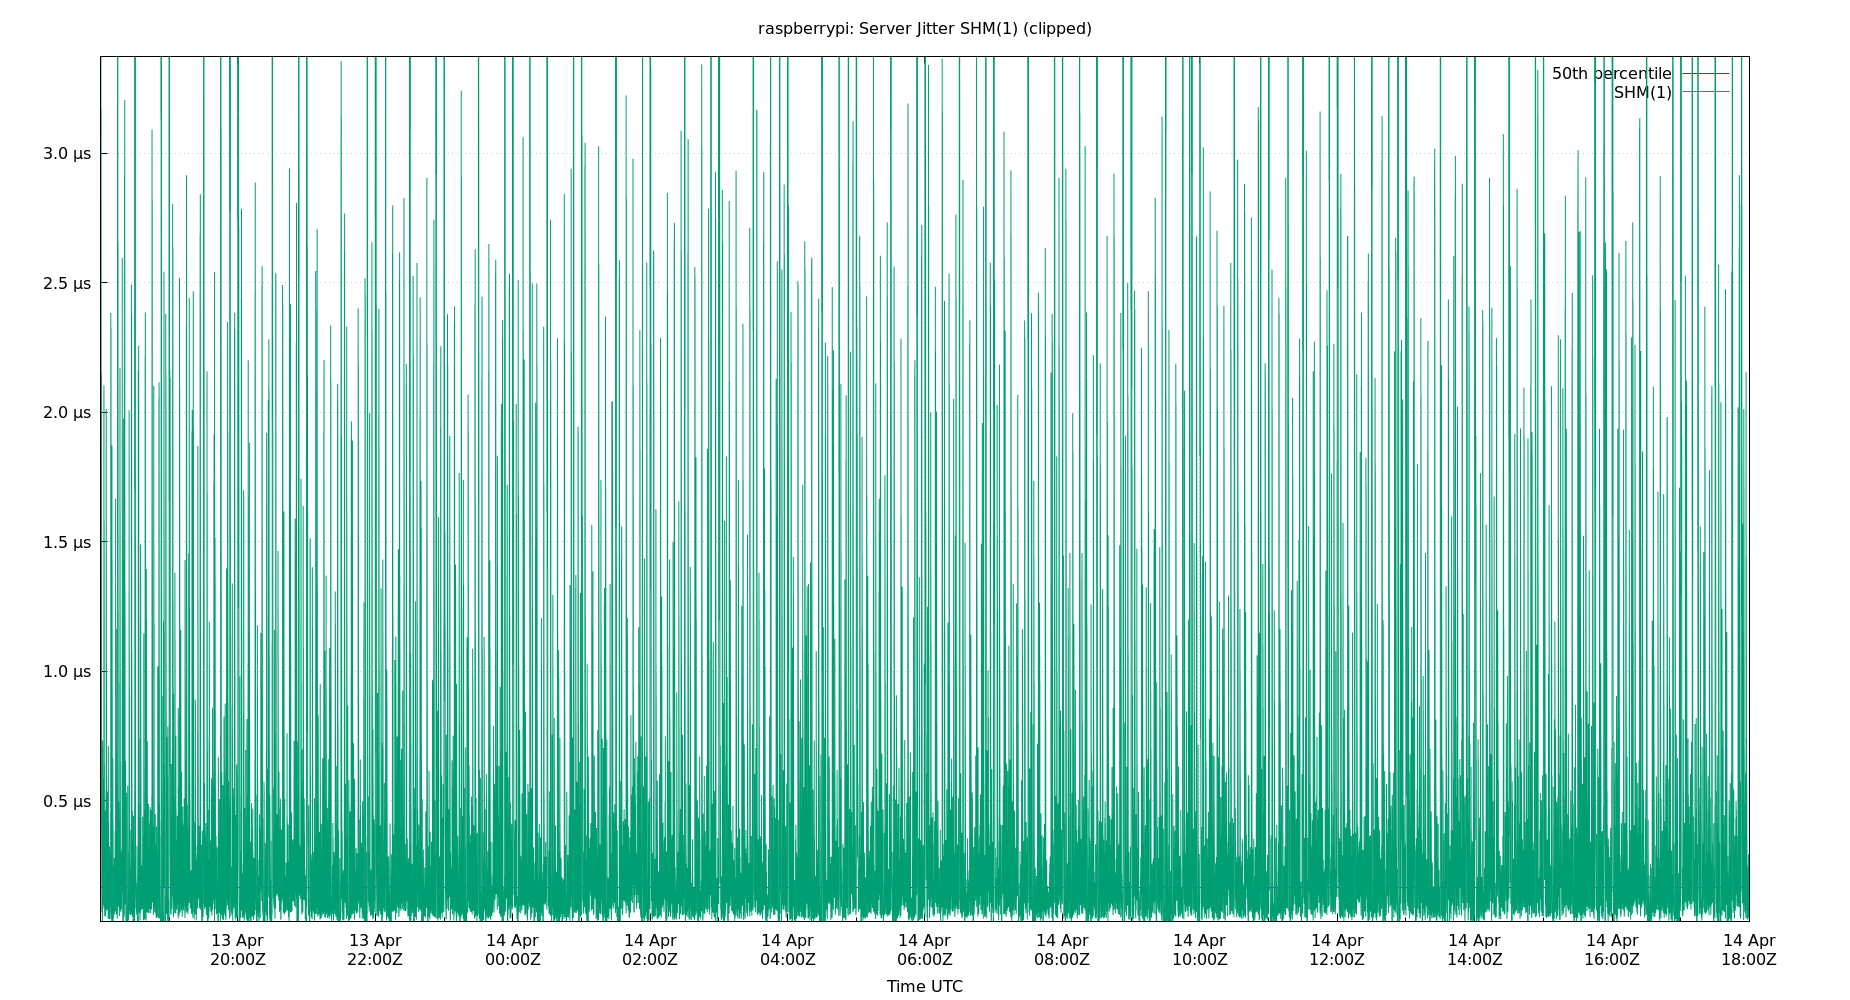 raspberrypi: Server Jitter SHM(1) (clipped)
50th percentile
SHM(1)
3.0 µs
2.5 µs
2.0 µs
1.5 µs
1.0 µs
0.5 µs
13 Apr 13 Apr 14 Apr 14 Apr 14 Apr 14 Apr 14 Apr 14 Apr 14 Apr 14 Apr 14 Apr 14 Apr
20:00Z 22:00Z 00:00Z 02:00Z 04:00Z 06:00Z 08:00Z 10:00Z 12:00Z 14:00Z 16:00Z 18:00Z
Time UTC